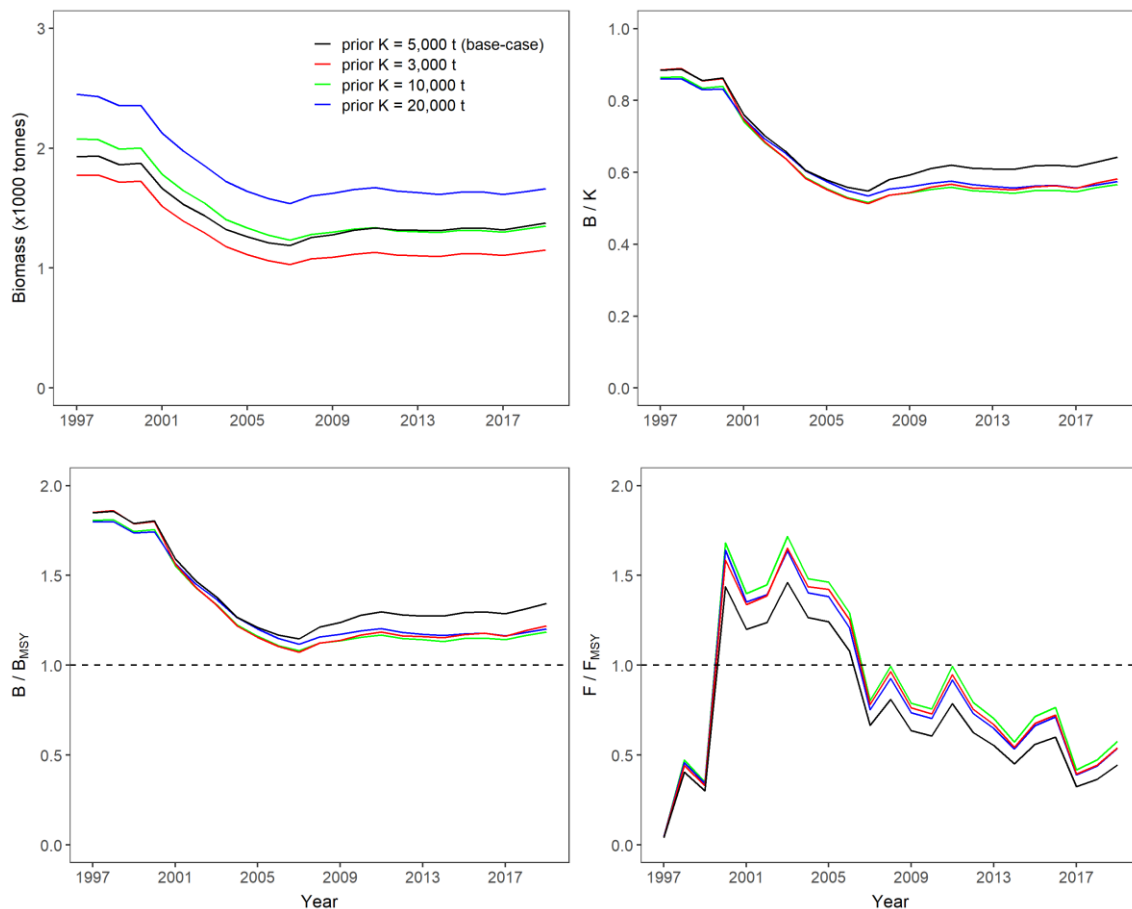 Biomass (x1000 tonnes)
3
2
1
0
prior K = 5,000 t (base-case)
prior K = 3,000 t
prior K = 10,000 t
prior K = 20,000 t
1997 2001 2005 2009 2013 2017
B / K
1.0
0.8
0.6
0.4
0.2
0.0
1997 2001 2005 2009 2013 2017
B / BMSY
2.0
1.5
1.0
0.5
0.0
1997 2001 2005 2009 2013 2017
Year
F / FMSY
2.0
1.5
1.0
0.5
0.0
1997 2001 2005 2009 2013 2017
Year